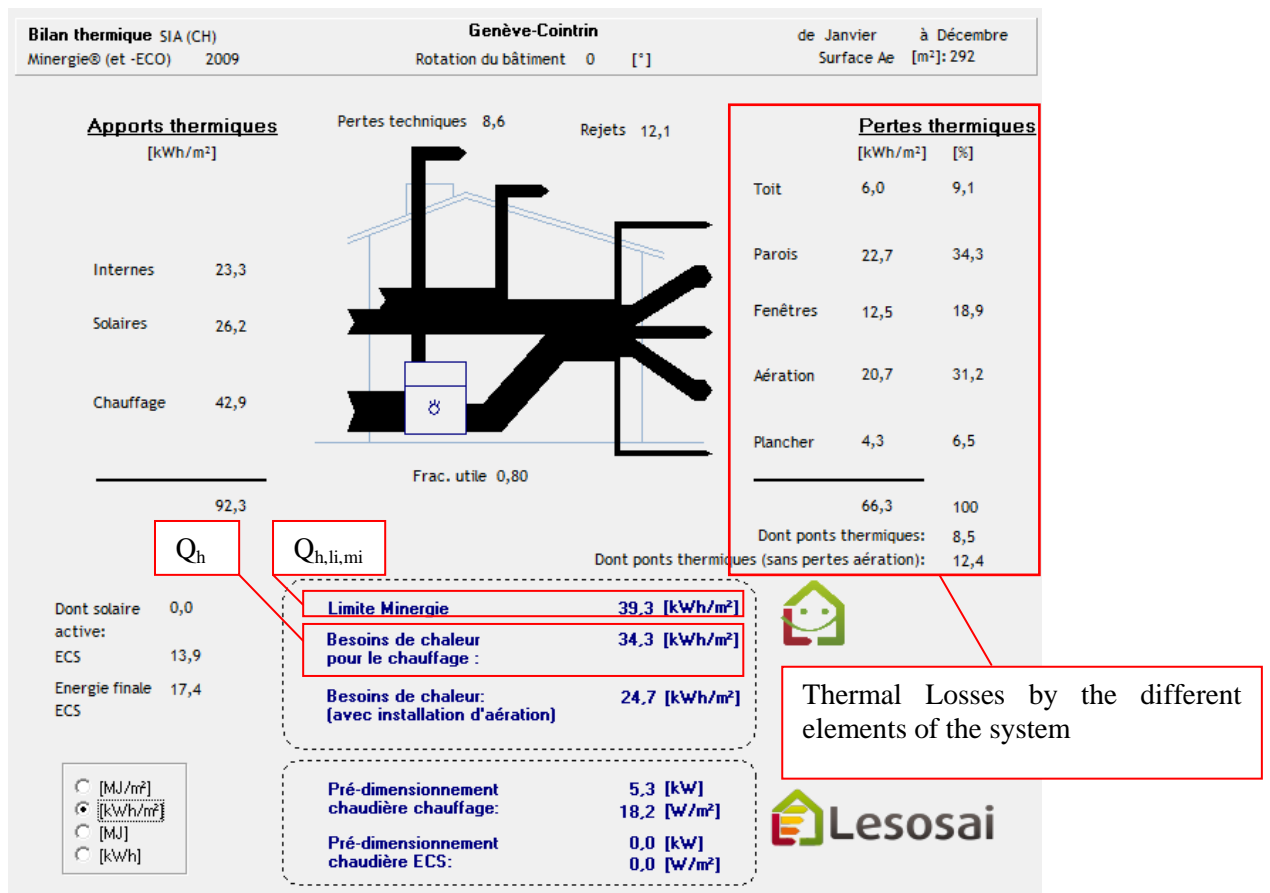 Bilan thermique SIA (CH)
Genève-Cointrin
de Janvier à Décembre
Minergie® (et -ECO) 2009
Rotation du bâtiment 0 [°]
Surface Ae [m²]: 292
Apports thermiques
[kWh/m²]
Pertes techniques 8,6
Rejets 12,1
Pertes thermiques
[kWh/m²] [%]
Toit 6,0 9,1
Parois 22,7 34,3
Internes 23,3
Fenêtres 12,5 18,9
Solaires 26,2
Aération 20,7 31,2
Chauffage 42,9
Plancher 4,3 6,5
Frac. utile 0,80
92,3
66,3 100
Dont ponts thermiques: 8,5
Dont ponts thermiques (sans pertes aération): 12,4
Qh
Qh,li,mi
Dont solaire 0,0
active:
ECS 13,9
Energie finale 17,4
ECS
Limite Minergie 39,3 [kWh/m²]
Besoins de chaleur 34,3 [kWh/m²]
pour le chauffage :
Besoins de chaleur: 24,7 [kWh/m²]
(avec installation d'aération)
Thermal Losses by the different
elements of the system
[MJ/m²]
[kWh/m²]
[MJ]
[kWh]
Pré-dimensionnement 5,3 [kW]
chaudière chauffage: 18,2 [W/m²]
Pré-dimensionnement 0,0 [kW]
chaudière ECS: 0,0 [W/m²]
Lesosai